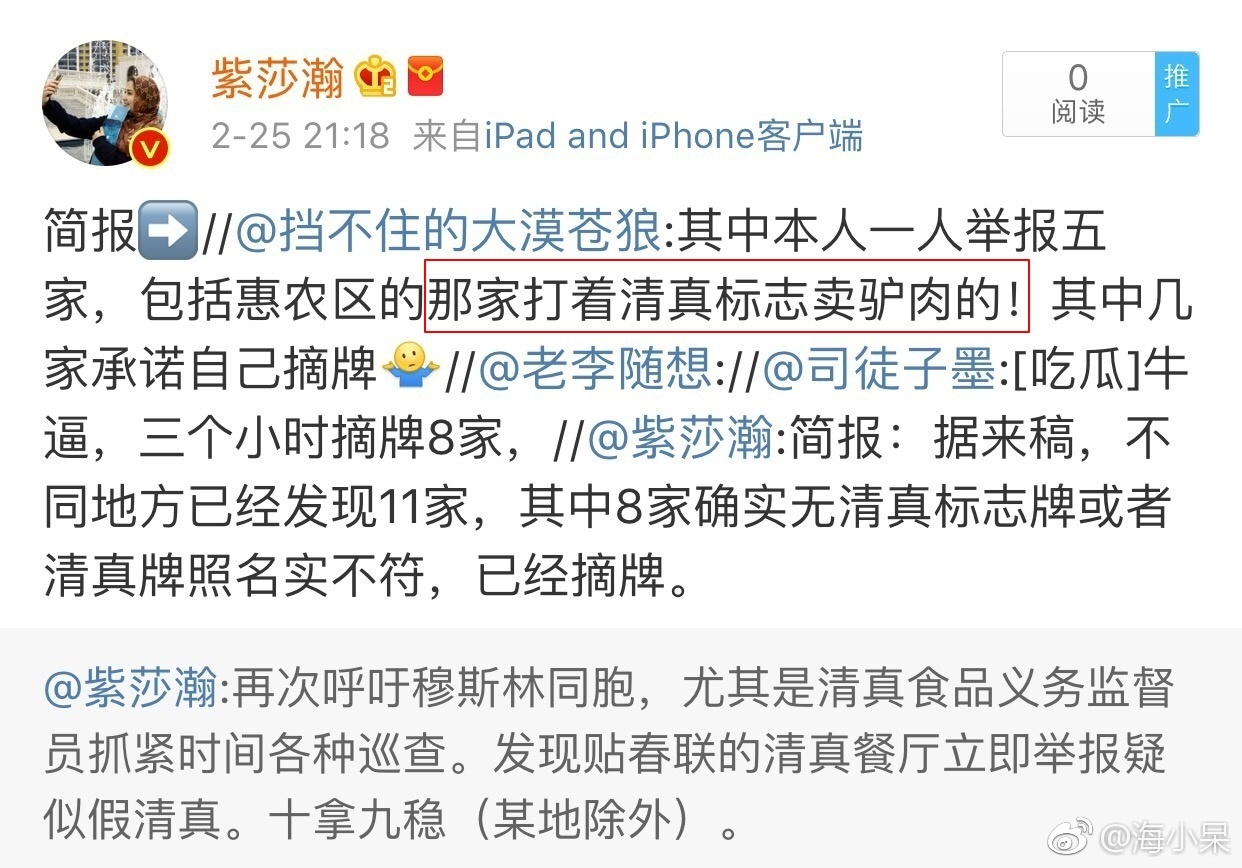 紫莎瀚
2-25 21:18 来自iPad and iPhone客户端
0
阅读
推广
简报➡️//@挡不住的大漠苍狼:其中本人一人举报五
家，包括惠农区的那家打着清真标志卖驴肉的！其中几
家承诺自己摘牌🤷//@老李随想://@司徒子墨:[吃瓜]牛
逼，三个小时摘牌8家，//@紫莎瀚:简报：据来稿，不
同地方已经发现11家，其中8家确实无清真标志牌或者
清真牌照名实不符，已经摘牌。
@紫莎瀚:再次呼吁穆斯林同胞，尤其是清真食品义务监督
员抓紧时间各种巡查。发现贴春联的清真餐厅立即举报疑
似假清真。十拿九稳（某地除外）。
@海小呆